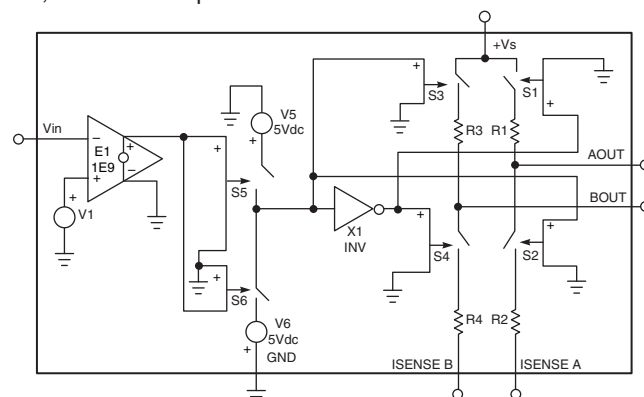 +Vs
S3
S1
Vin
V5
5Vdc
E1
1E9
R3
R1
AOUT
V1
S5
BOUT
X1
INV
S4
S2
S6
V6
5Vdc
GND
R4
R2
ISENSE B
ISENSE A